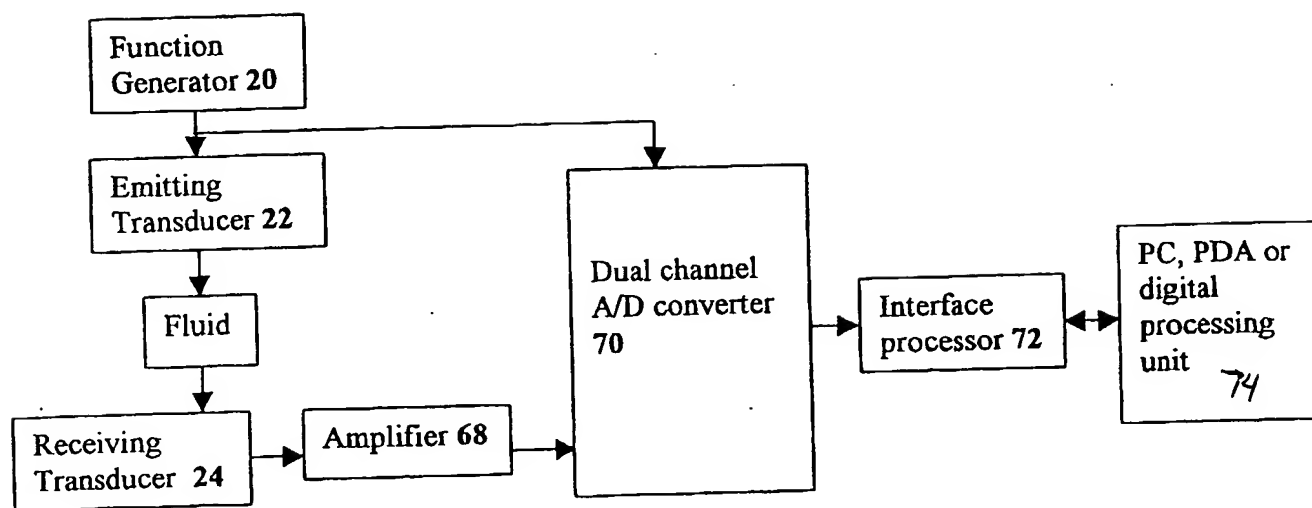 Function
Generator 20
Emitting
Transducer 22
Fluid
Receiving
Transducer 24
Amplifier 68
Dual channel
A/D converter
70
Interface
processor 72
PC, PDA or
digital
processing
unit
74